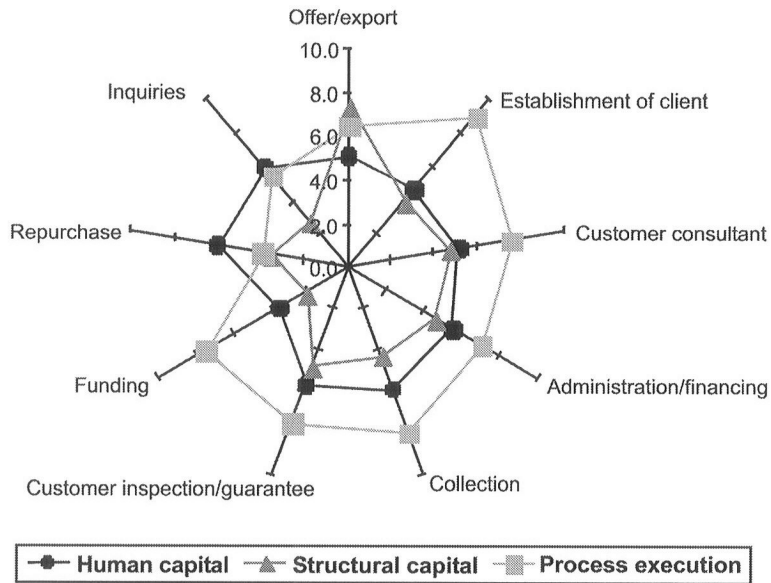 Offer/export
10.0
8.0
6.0
4.0
2.0
0.0
Establishment of client
Customer consultant
Administration/financing
Collection
Customer inspection/guarantee
Funding
Repurchase
Inquiries
Human capital
Structural capital
Process execution